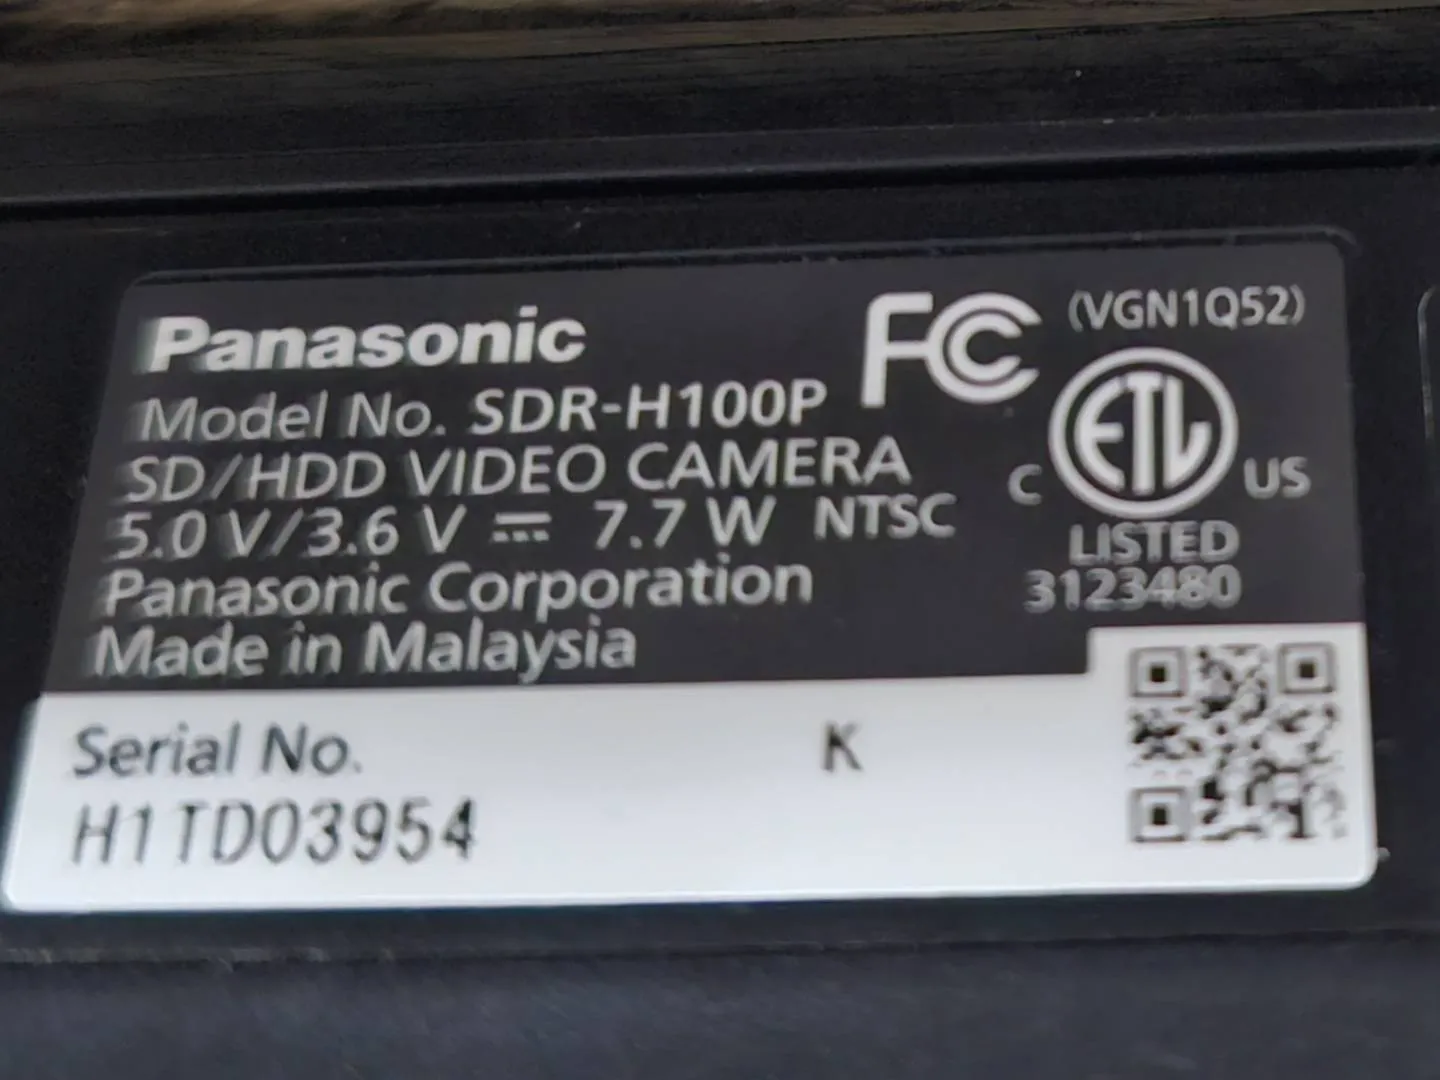 Panasonic
Model No. SDR-H100P
SD/HDD VIDEO CAMERA
5.0 V/3.6 V ⎓ 7.7 W NTSC
Panasonic Corporation
Made in Malaysia
FC
(VGN1Q52)
C ETL US
LISTED
3123480
Serial No. K
H1TD03954